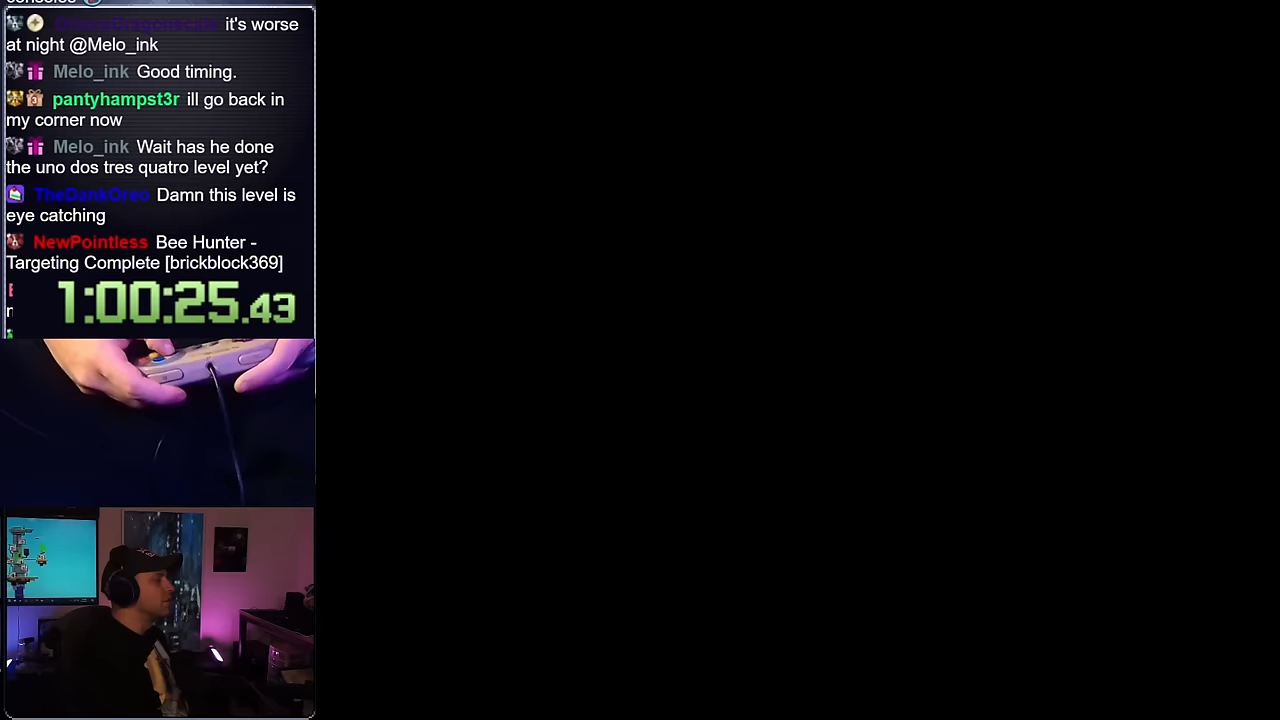 it's worse
at night @Melo_ink
Melo_ink Good timing.
pantyhampst3r ill go back in
my corner now
Melo_ink Wait has he done
the uno dos tres quatro level yet?
TheDankOreo Damn this level is
eye catching
NewPointless Bee Hunter -
Targeting Complete [brickblock369]
1:00:25.43